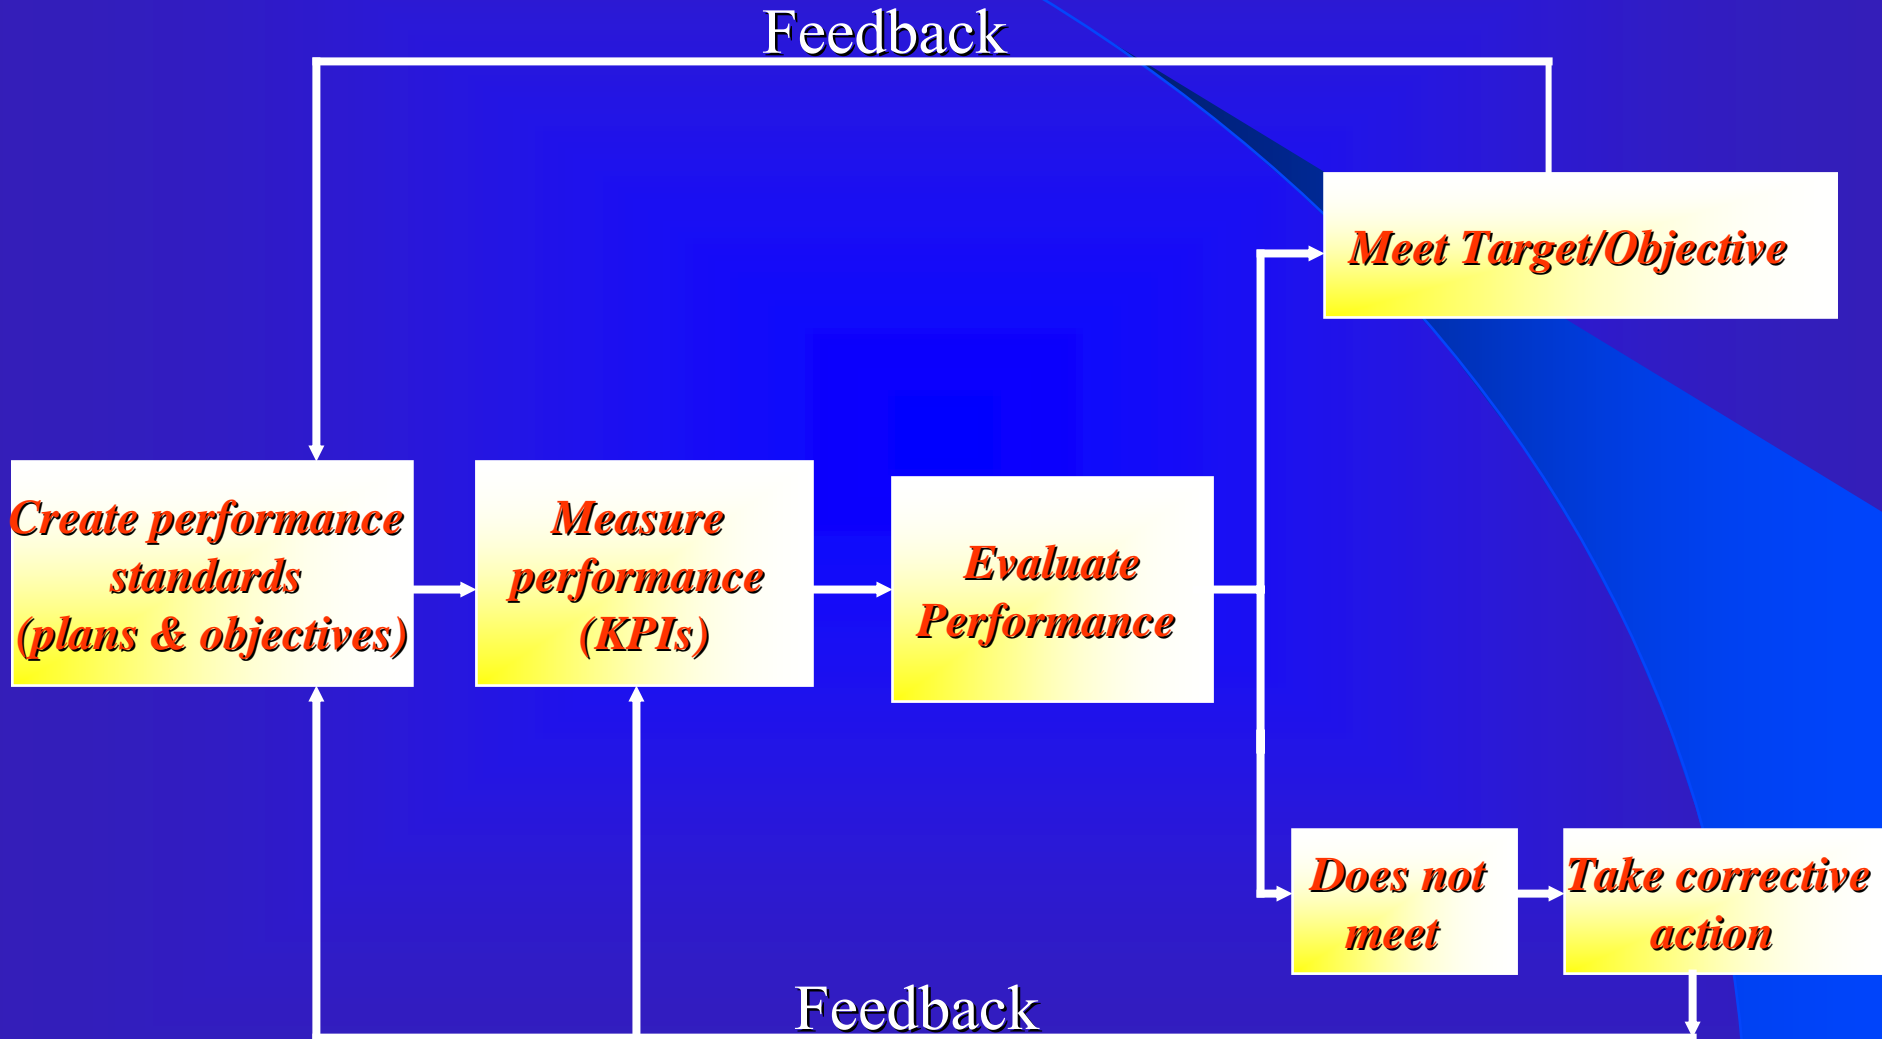 Feedback
Meet Target/Objective
Create performance
standards
(plans & objectives)
Measure
performance
(KPIs)
Evaluate
Performance
Does not
meet
Take corrective
action
Feedback